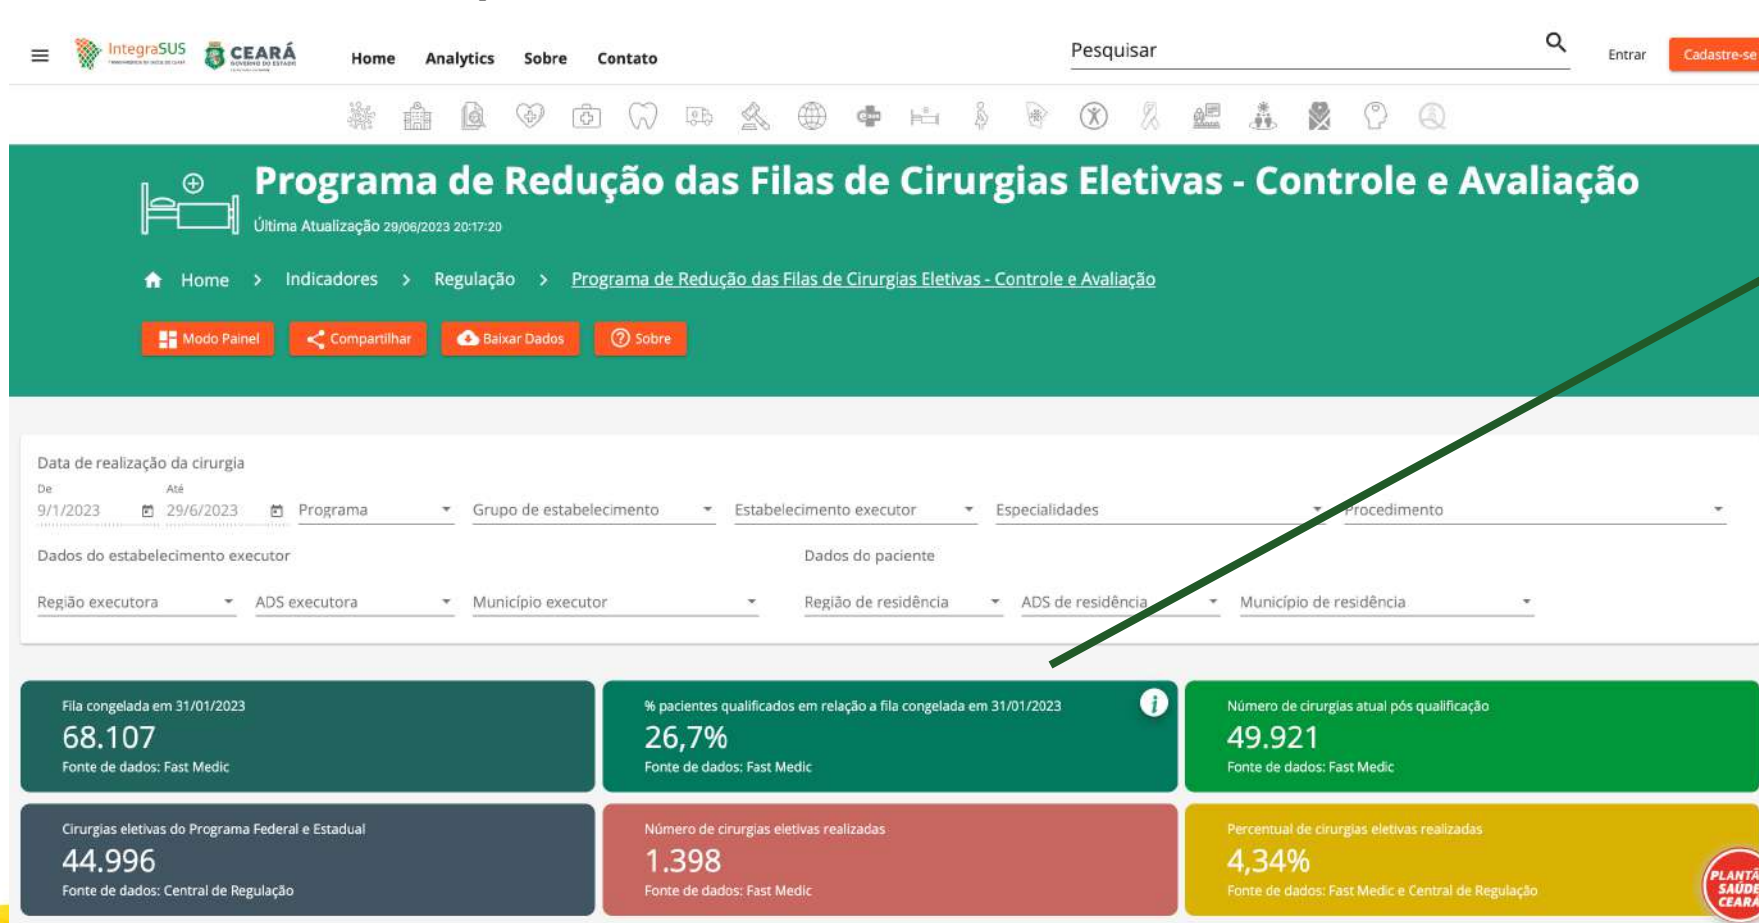 IntegraSUS
CEARÁ
GOVERNO DO ESTADO
Home
Analytics
Sobre
Contato
Pesquisar
Entrar
Cadastre-se
Programa de Redução das Filas de Cirurgias Eletivas - Controle e Avaliação
Última Atualização 29/06/2023 20:17:20
Home > Indicadores > Regulação > Programa de Redução das Filas de Cirurgias Eletivas - Controle e Avaliação
Modo Painel
Compartilhar
Baixar Dados
Sobre
Data de realização da cirurgia
De
Até
9/1/2023
29/6/2023
Programa
Grupo de estabelecimento
Estabelecimento executor
Especialidades
Procedimento
Dados do estabelecimento executor
Dados do paciente
Região executora
ADS executora
Município executor
Região de residência
ADS de residência
Município de residência
Fila congelada em 31/01/2023
68.107
Fonte de dados: Fast Medic
% pacientes qualificados em relação a fila congelada em 31/01/2023
26,7%
Fonte de dados: Fast Medic
Número de cirurgias atual pós qualificação
49.921
Fonte de dados: Fast Medic
Cirurgias eletivas do Programa Federal e Estadual
44.996
Fonte de dados: Central de Regulação
Número de cirurgias eletivas realizadas
1.398
Fonte de dados: Fast Medic
Percentual de cirurgias eletivas realizadas
4,34%
Fonte de dados: Fast Medic e Central de Regulação
PLANTÃ
SAÚDE
CEARÁ